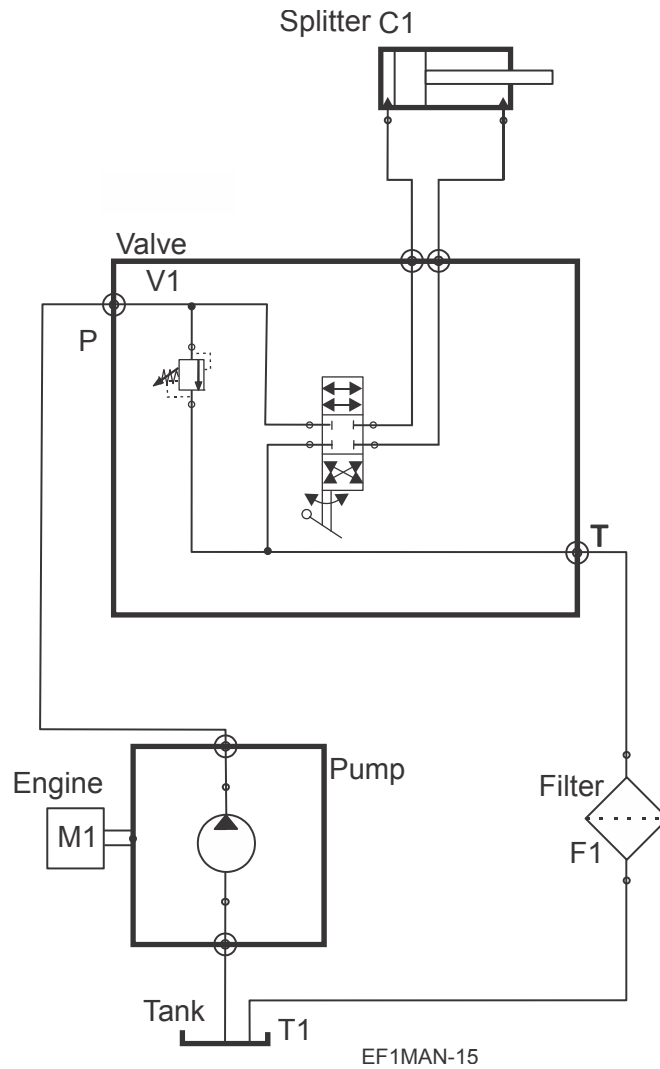 Splitter C1
Valve
V1
P
T
Engine
M1
Pump
Filter
F1
Tank
T1
EF1MAN-15